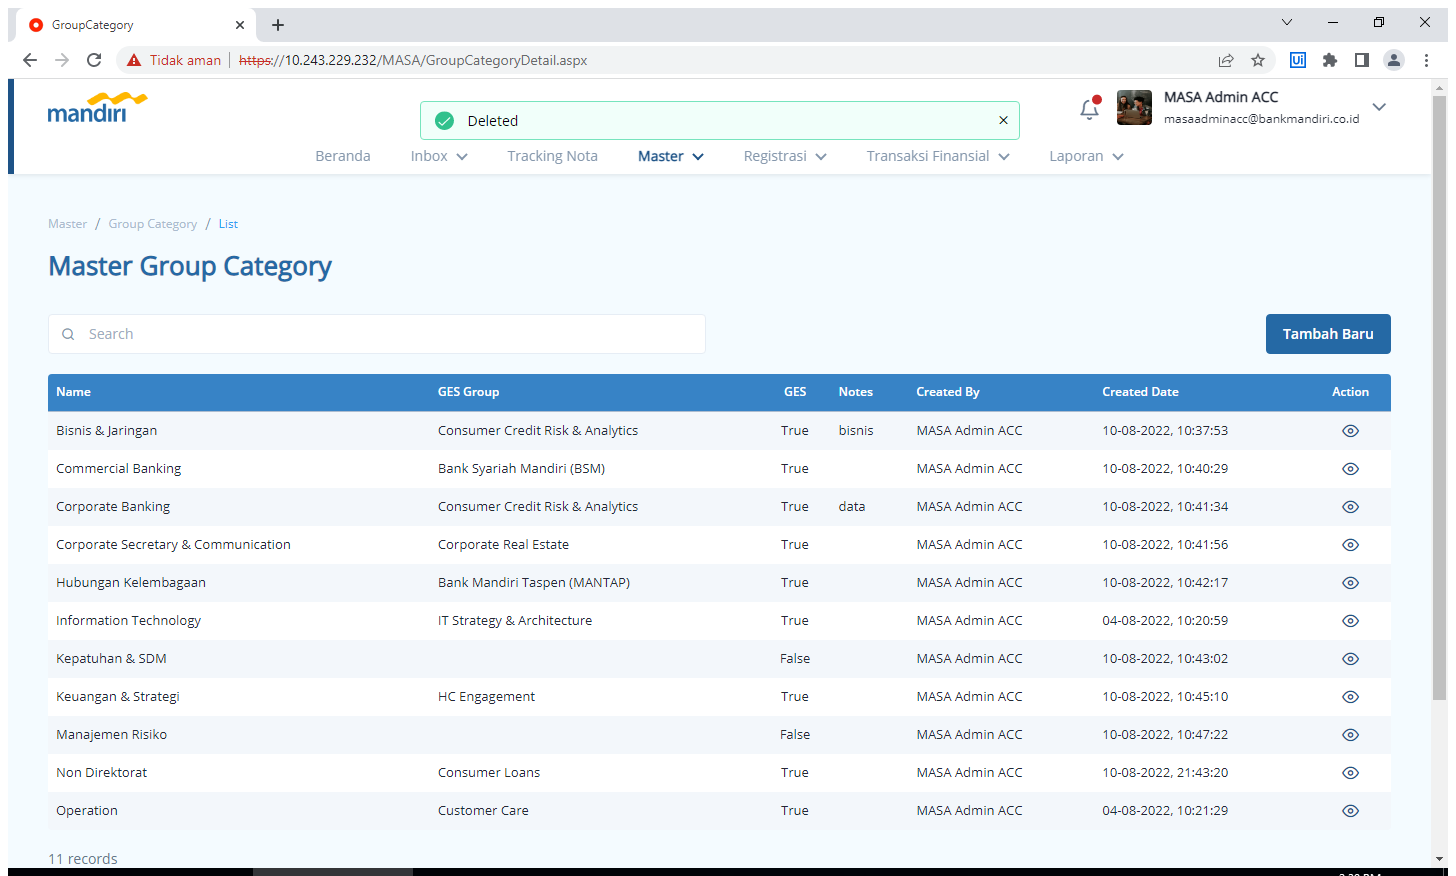 GroupCategory
Tidak aman https://10.243.229.232/MASA/GroupCategoryDetail.aspx
mandiri
Deleted
MASA Admin ACC
masaadminacc@bankmandiri.co.id
Beranda Inbox Tracking Nota Master Registrasi Transaksi Finansial Laporan
Master / Group Category / List
Master Group Category
Search
Tambah Baru
Name GES Group GES Notes Created By Created Date Action
Bisnis & Jaringan Consumer Credit Risk & Analytics True bisnis MASA Admin ACC 10-08-2022, 10:37:53
Commercial Banking Bank Syariah Mandiri (BSM) True MASA Admin ACC 10-08-2022, 10:40:29
Corporate Banking Consumer Credit Risk & Analytics True data MASA Admin ACC 10-08-2022, 10:41:34
Corporate Secretary & Communication Corporate Real Estate True MASA Admin ACC 10-08-2022, 10:41:56
Hubungan Kelembagaan Bank Mandiri Taspen (MANTAP) True MASA Admin ACC 10-08-2022, 10:42:17
Information Technology IT Strategy & Architecture True MASA Admin ACC 04-08-2022, 10:20:59
Kepatuhan & SDM False MASA Admin ACC 10-08-2022, 10:43:02
Keuangan & Strategi HC Engagement True MASA Admin ACC 10-08-2022, 10:45:10
Manajemen Risiko False MASA Admin ACC 10-08-2022, 10:47:22
Non Direktorat Consumer Loans True MASA Admin ACC 10-08-2022, 21:43:20
Operation Customer Care True MASA Admin ACC 04-08-2022, 10:21:29
11 records